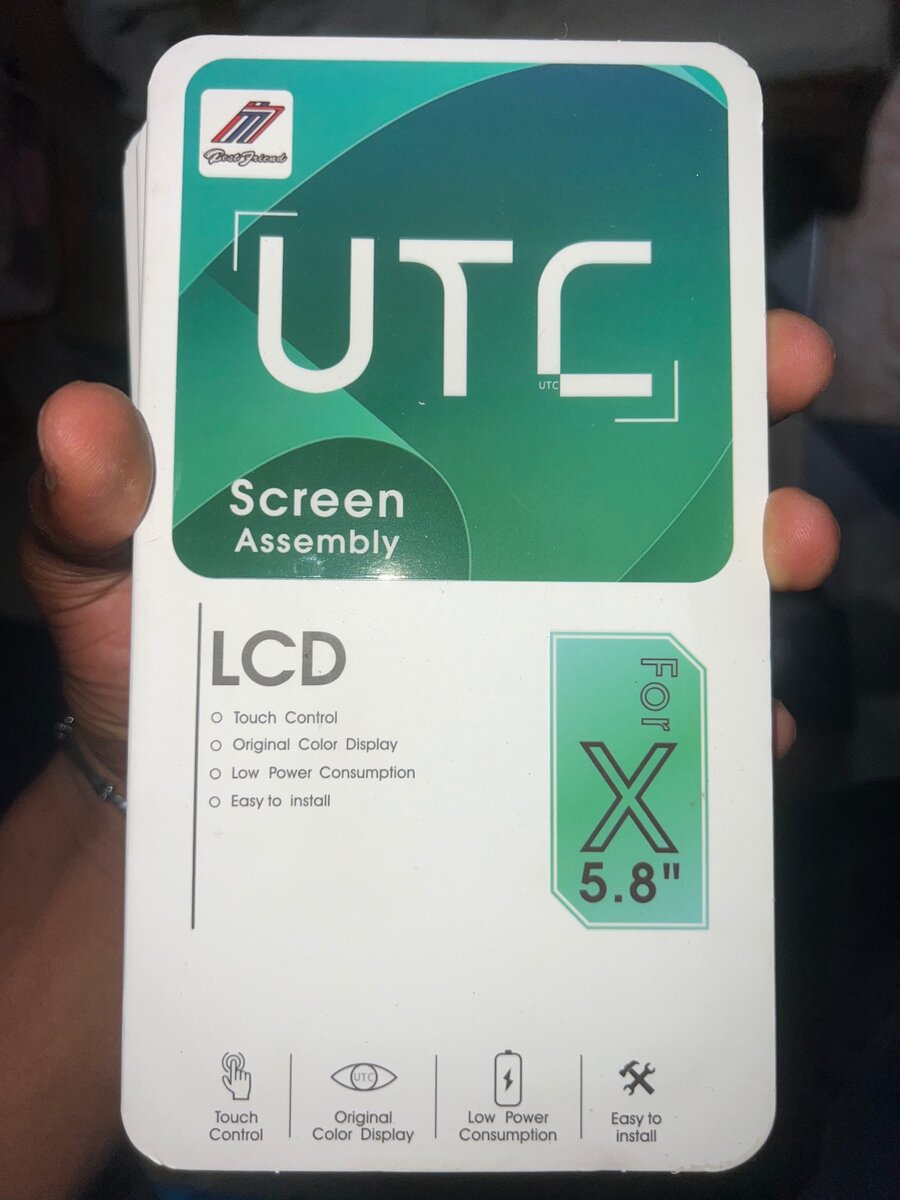 Best Friend
UTC
UTC
Screen
Assembly
LCD
Touch Control
Original Color Display
Low Power Consumption
Easy to install
For
X
5.8"
UTC
Touch
Control
Original
Color Display
Low Power
Consumption
Easy to
install